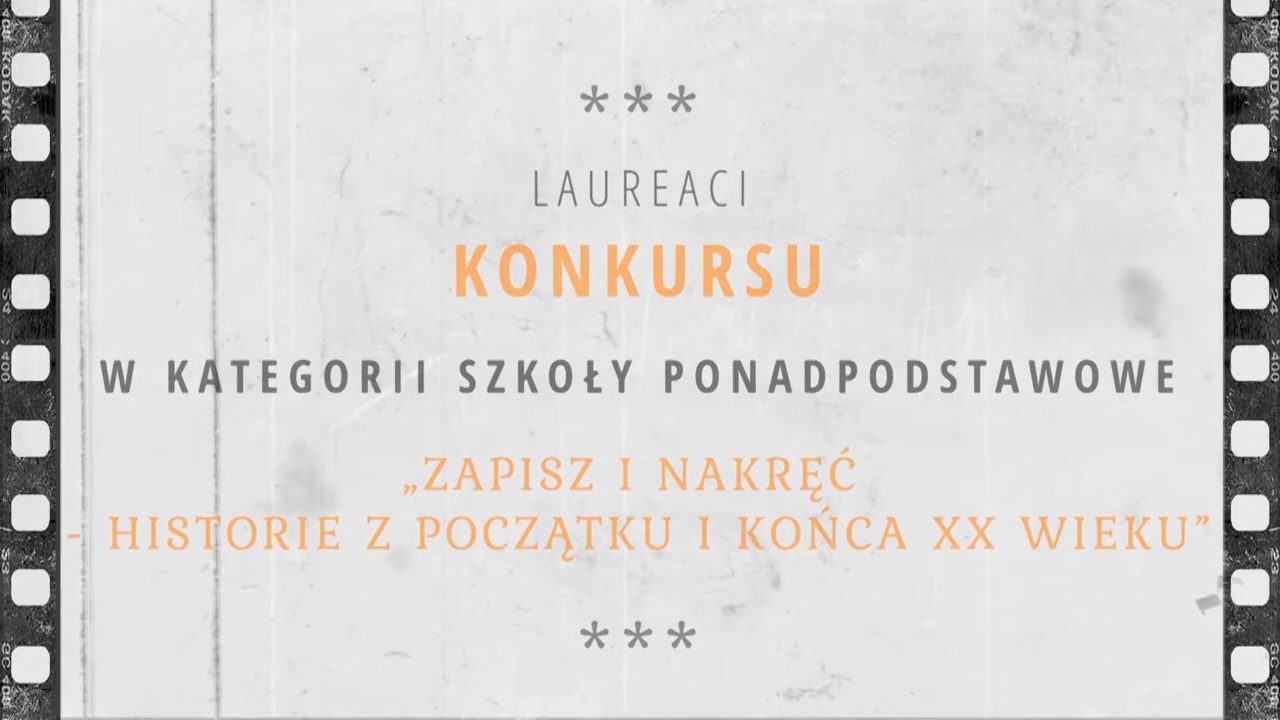 ***
LAUREACI
KONKURSU
W KATEGORII SZKOŁY PONADPODSTAWOWE
„ZAPISZ I NAKRĘĆ
- HISTORIE Z POCZĄTKU I KOŃCA XX WIEKU”
***